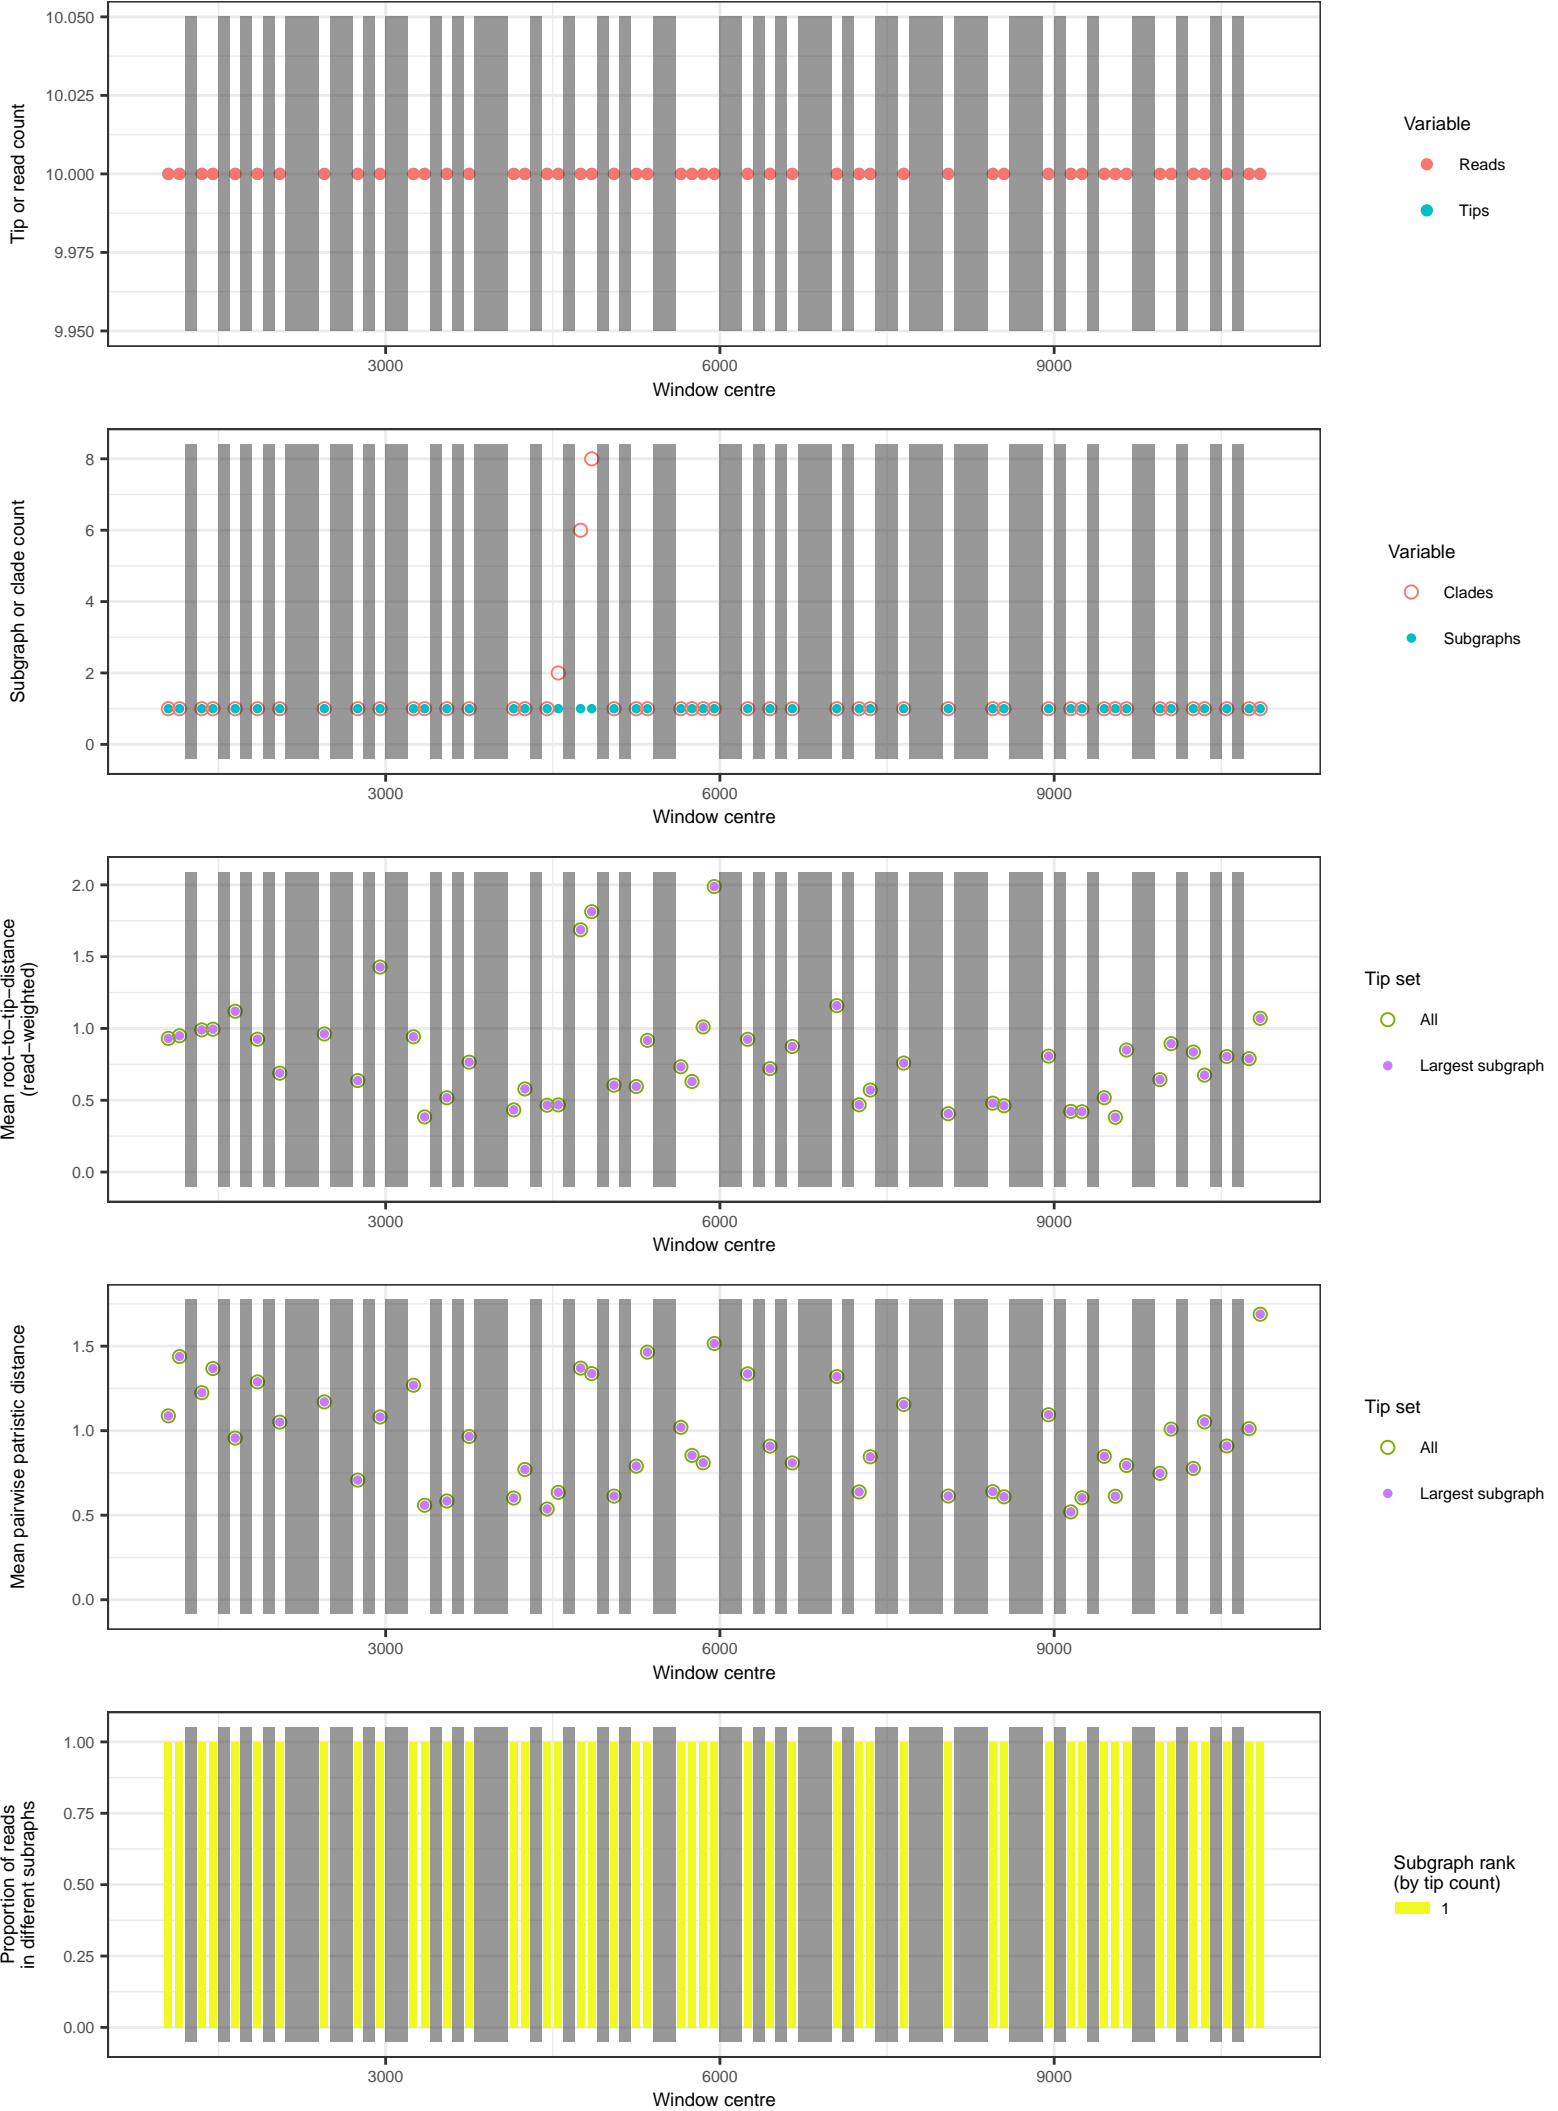 10.050
10.025
10.000
9.975
9.950
Tip or read count
3000
6000
9000
Window centre
Variable
Reads
Tips
8
6
4
2
0
Subgraph or clade count
3000
6000
9000
Window centre
Variable
Clades
Subgraphs
2.0
1.5
1.0
0.5
0.0
Mean root−to−tip−distance
(read−weighted)
3000
6000
9000
Window centre
Tip set
All
Largest subgraph
1.5
1.0
0.5
0.0
Mean pairwise patristic distance
3000
6000
9000
Window centre
Tip set
All
Largest subgraph
1.00
0.75
0.50
0.25
0.00
Proportion of reads
in different subraphs
3000
6000
9000
Window centre
Subgraph rank
(by tip count)
1